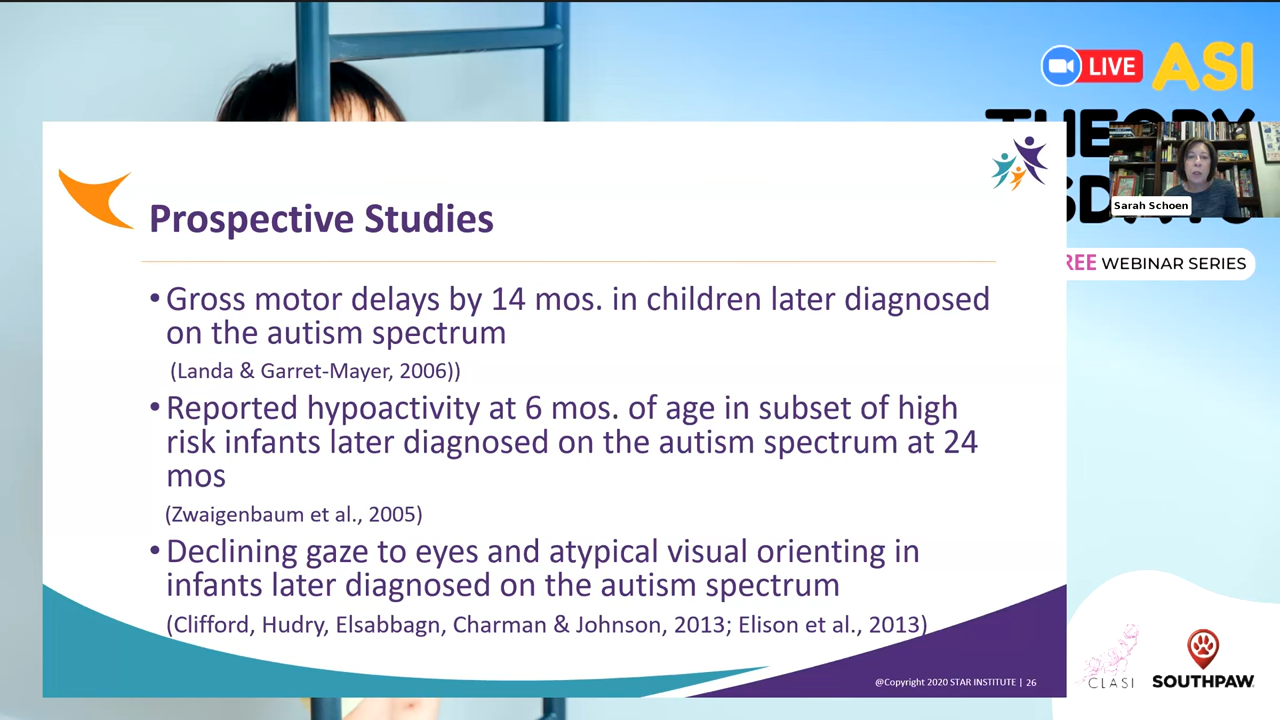 LIVE ASI
Sarah Schoen
WEBINAR SERIES
Prospective Studies
• Gross motor delays by 14 mos. in children later diagnosed
on the autism spectrum
(Landa & Garret-Mayer, 2006))
• Reported hypoactivity at 6 mos. of age in subset of high
risk infants later diagnosed on the autism spectrum at 24
mos
(Zwaigenbaum et al., 2005)
• Declining gaze to eyes and atypical visual orienting in
infants later diagnosed on the autism spectrum
(Clifford, Hudry, Elsabbagn, Charman & Johnson, 2013; Elison et al., 2013)
@Copyright 2020 STAR INSTITUTE | 26
CLASI
SOUTHPAW